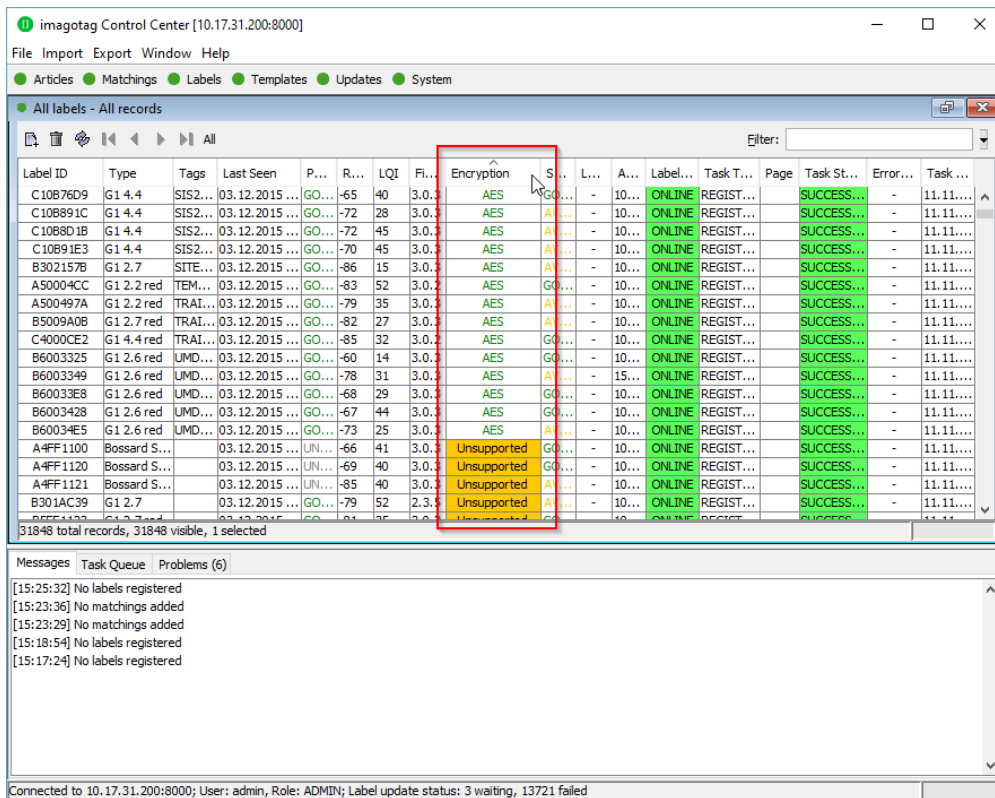 imagotag Control Center [10.17.31.200:8000]
File Import Export Window Help
Articles Matchings Labels Templates Updates System
All labels - All records
All Filter:
Label ID Type Tags Last Seen P... R... LQI Fi... Encryption S... L... A... Label... Task T... Page Task St... Error... Task ...
C10B76D9 G1 4.4 SIS2... 03.12.2015 ... GO... -65 40 3.0.3 AES GO... - 10... ONLINE REGIST... SUCCESS... - 11.11....
C10B891C G1 4.4 SIS2... 03.12.2015 ... GO... -72 28 3.0.3 AES AV... - 10... ONLINE REGIST... SUCCESS... - 11.11....
C10B8D1B G1 4.4 SIS2... 03.12.2015 ... GO... -72 45 3.0.3 AES AV... - 10... ONLINE REGIST... SUCCESS... - 11.11....
C10B91E3 G1 4.4 SIS2... 03.12.2015 ... GO... -70 45 3.0.3 AES AV... - 10... ONLINE REGIST... SUCCESS... - 11.11....
B302157B G1 2.7 SITE... 03.12.2015 ... GO... -86 15 3.0.3 AES AV... - 10... ONLINE REGIST... SUCCESS... - 11.11....
A50004CC G1 2.2 red TEM... 03.12.2015 ... GO... -83 52 3.0.2 AES GO... - 10... ONLINE REGIST... SUCCESS... - 11.11....
A500497A G1 2.2 red TRAI... 03.12.2015 ... GO... -79 35 3.0.3 AES AV... - 10... ONLINE REGIST... SUCCESS... - 11.11....
B5009A0B G1 2.7 red TRAI... 03.12.2015 ... GO... -82 27 3.0.3 AES AV... - 10... ONLINE REGIST... SUCCESS... - 11.11....
C4000CE2 G1 4.4 red TRAI... 03.12.2015 ... GO... -85 32 3.0.2 AES GO... - 10... ONLINE REGIST... SUCCESS... - 11.11....
B6003325 G1 2.6 red UMD... 03.12.2015 ... GO... -60 14 3.0.3 AES GO... - 10... ONLINE REGIST... SUCCESS... - 11.11....
B6003349 G1 2.6 red UMD... 03.12.2015 ... GO... -78 31 3.0.3 AES AV... - 15... ONLINE REGIST... SUCCESS... - 11.11....
B60033E8 G1 2.6 red UMD... 03.12.2015 ... GO... -68 29 3.0.3 AES GO... - 10... ONLINE REGIST... SUCCESS... - 11.11....
B6003428 G1 2.6 red UMD... 03.12.2015 ... GO... -67 44 3.0.3 AES GO... - 10... ONLINE REGIST... SUCCESS... - 11.11....
B60034E5 G1 2.6 red UMD... 03.12.2015 ... GO... -73 25 3.0.3 AES AV... - 10... ONLINE REGIST... SUCCESS... - 11.11....
A4FF1100 Bossard S... 03.12.2015 ... UN... -66 41 3.0.3 Unsupported GO... - 10... ONLINE REGIST... SUCCESS... - 11.11....
A4FF1120 Bossard S... 03.12.2015 ... UN... -69 40 3.0.3 Unsupported GO... - 10... ONLINE REGIST... SUCCESS... - 11.11....
A4FF1121 Bossard S... 03.12.2015 ... UN... -85 40 3.0.3 Unsupported AV... - 10... ONLINE REGIST... SUCCESS... - 11.11....
B301AC39 G1 2.7 03.12.2015 ... GO... -79 52 2.3.5 Unsupported AV... - 10... ONLINE REGIST... SUCCESS... - 11.11....
31848 total records, 31848 visible, 1 selected
Messages Task Queue Problems (6)
[15:25:32] No labels registered
[15:23:36] No matchings added
[15:23:29] No matchings added
[15:18:54] No labels registered
[15:17:24] No labels registered
Connected to 10.17.31.200:8000; User: admin, Role: ADMIN; Label update status: 3 waiting, 13721 failed